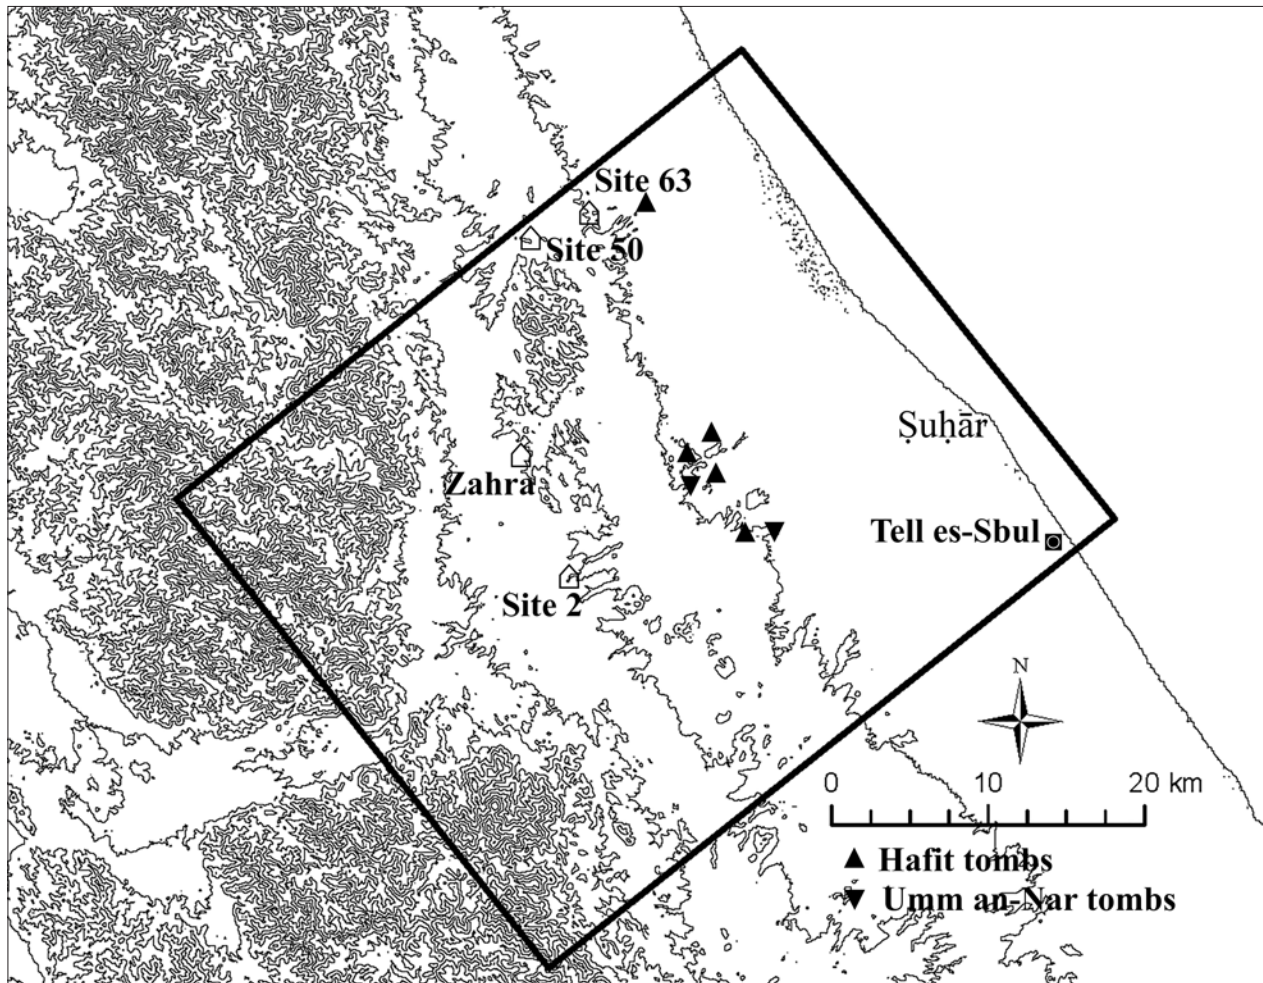 Site 63
Site 50
Ṣuḥār
Zahra
Tell es-Sbul
Site 2
N
0 10 20 km
Hafit tombs
Umm an-Nar tombs